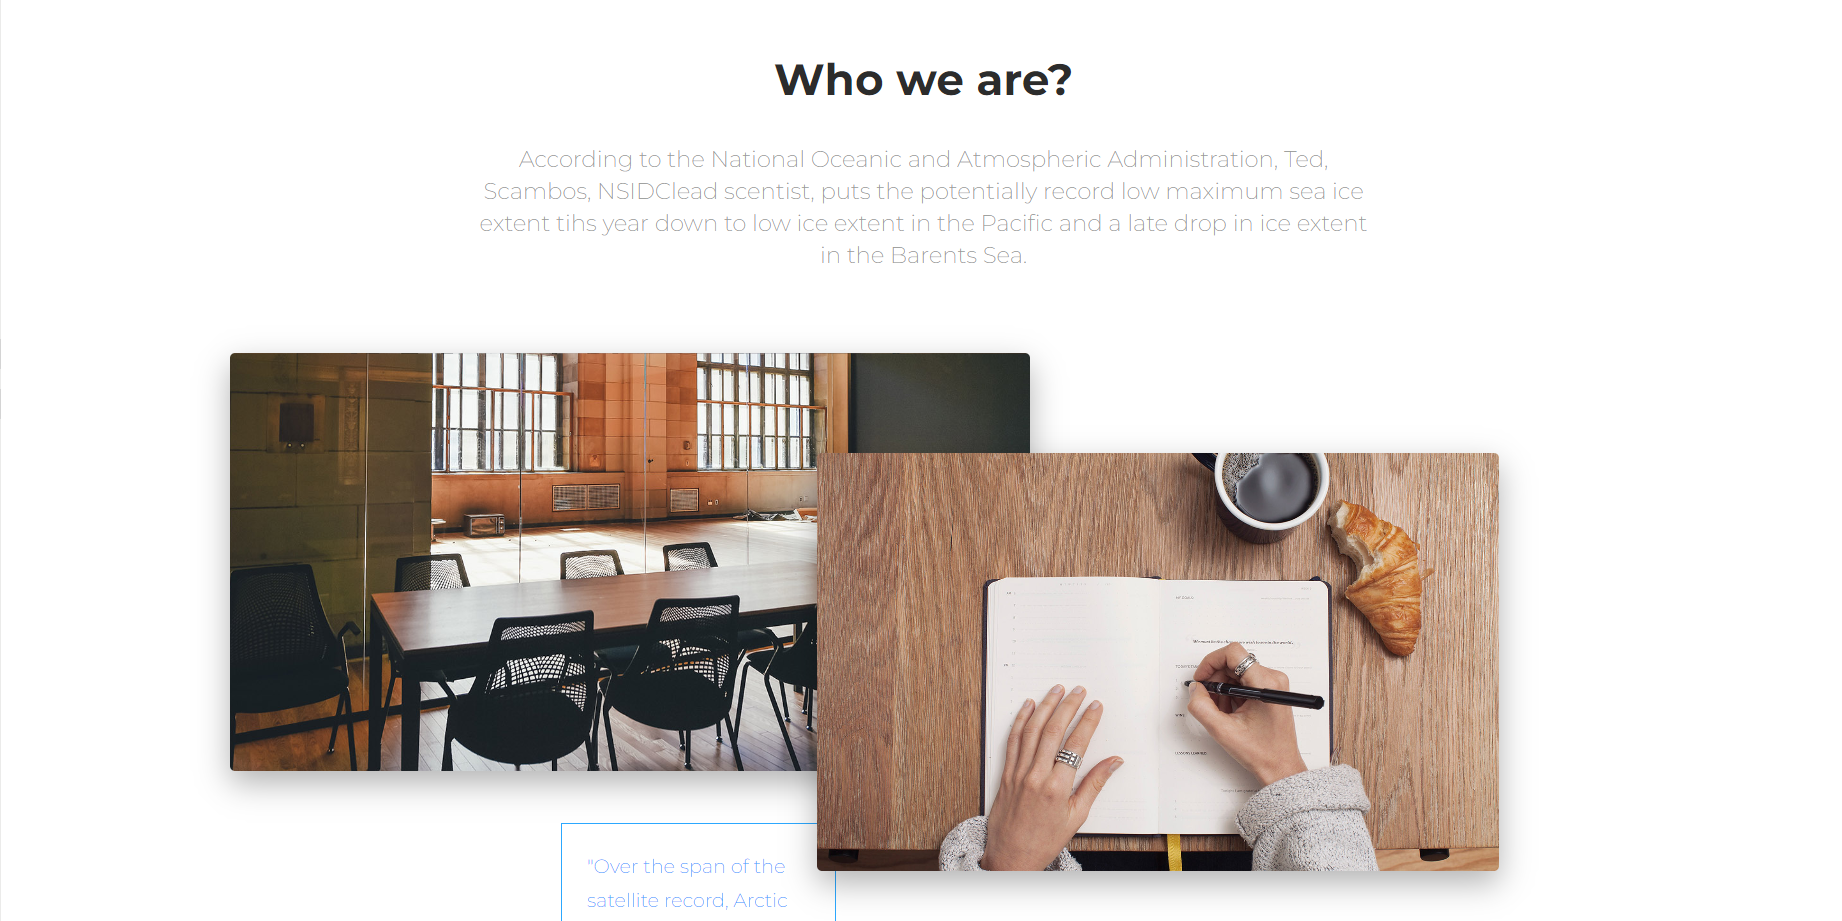 Who we are?
According to the National Oceanic and Atmospheric Administration, Ted,
Scambos, NSIDClead scentist, puts the potentially record low maximum sea ice
extent tihs year down to low ice extent in the Pacific and a late drop in ice extent
in the Barents Sea.
LESSONS LEARNED
"Over the span of the
satellite record, Arctic